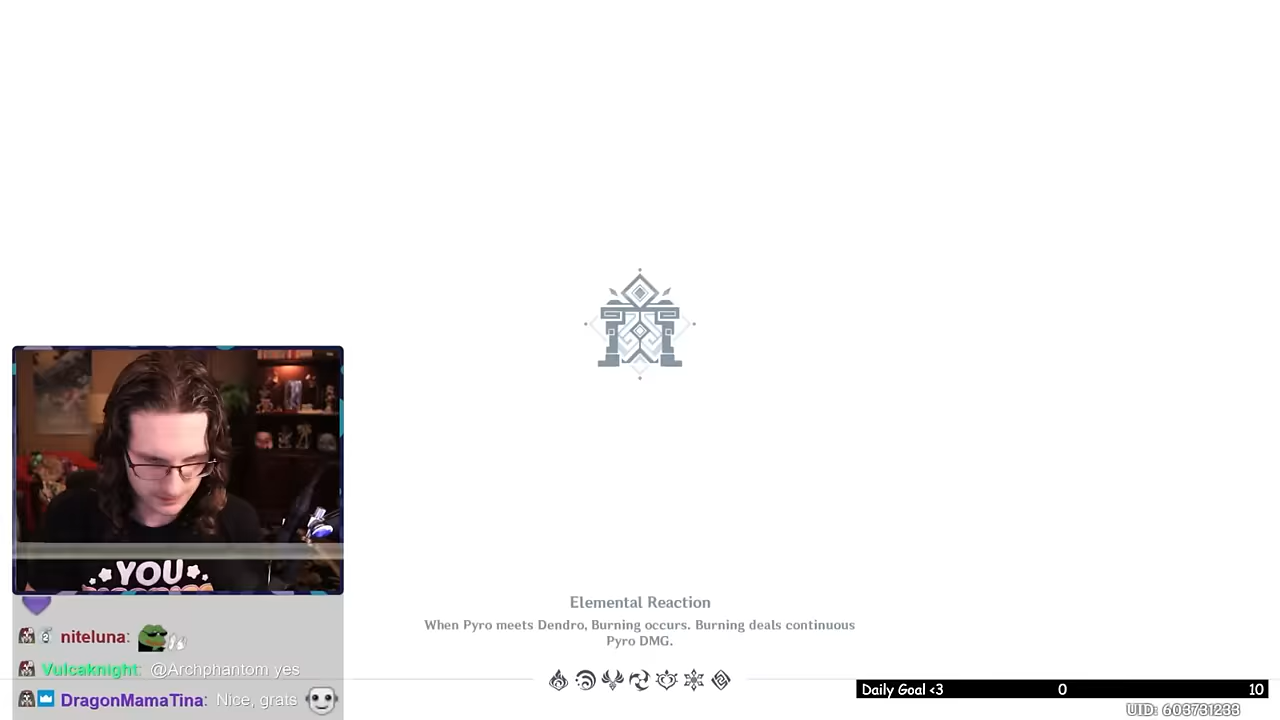 YOU
niteluna:
Vulcaknight: @Archphantom yes
DragonMamaTina: Nice, grats
Elemental Reaction
When Pyro meets Dendro, Burning occurs. Burning deals continuous
Pyro DMG.
Daily Goal <3 0 10
UID: 603731233